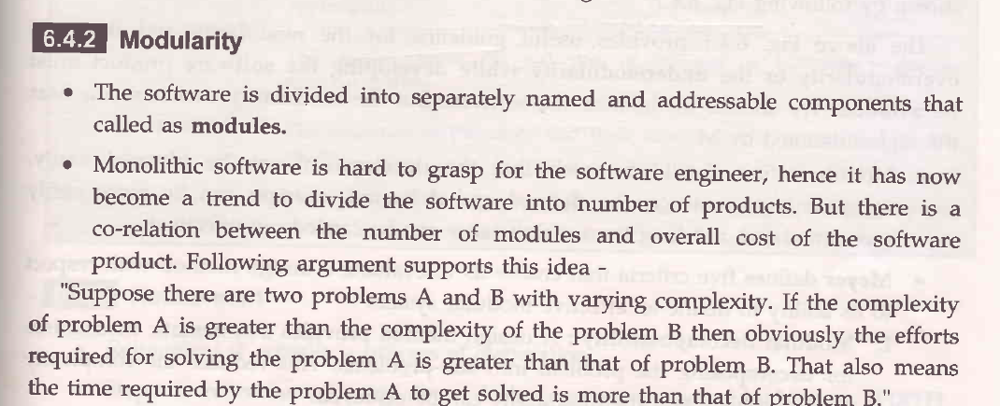 6.4.2 Modularity
• The software is divided into separately named and addressable components that
called as modules.
• Monolithic software is hard to grasp for the software engineer, hence it has now
become a trend to divide the software into number of products. But there is a
co-relation between the number of modules and overall cost of the software
product. Following argument supports this idea -
"Suppose there are two problems A and B with varying complexity. If the complexity
of problem A is greater than the complexity of the problem B then obviously the efforts
required for solving the problem A is greater than that of problem B. That also means
the time required by the problem A to get solved is more than that of problem B."